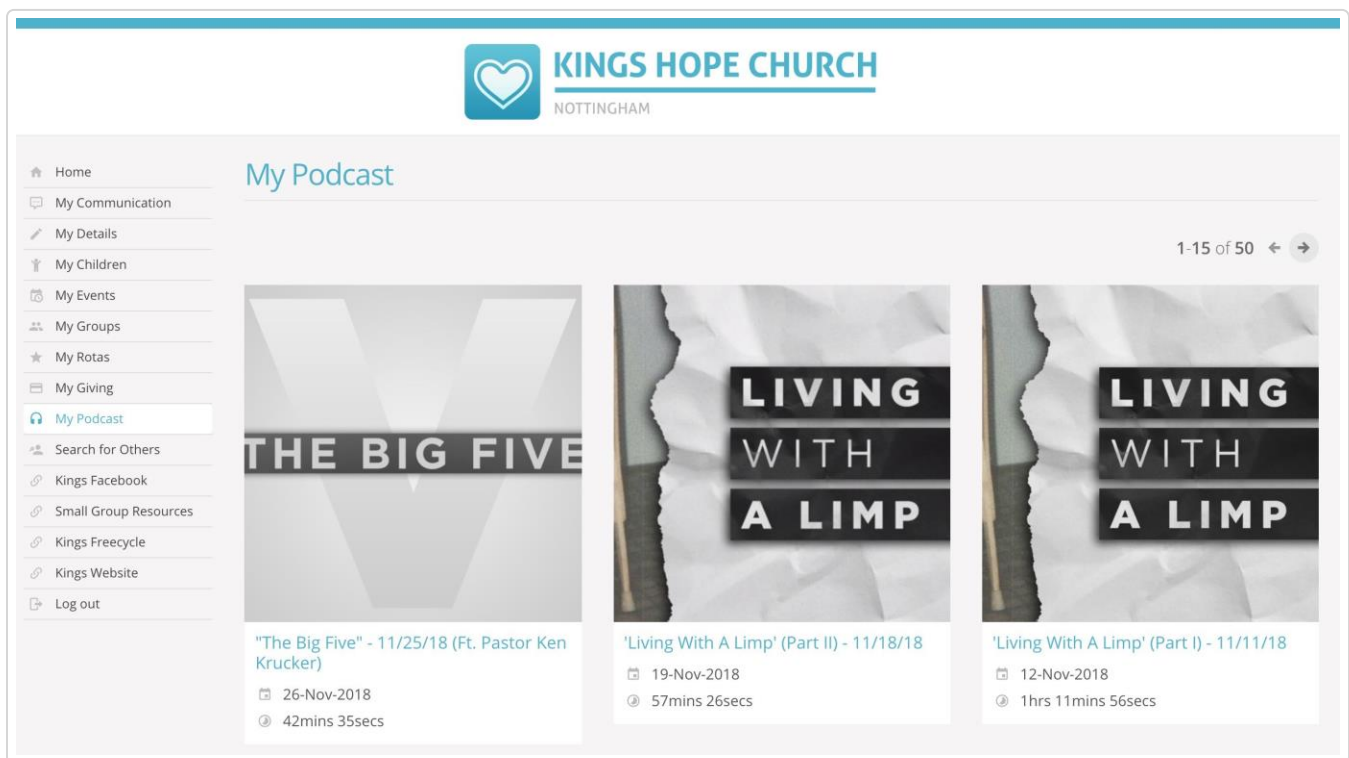 KINGS HOPE CHURCH
NOTTINGHAM
Home
My Communication
My Details
My Children
My Events
My Groups
My Rotas
My Giving
My Podcast
Search for Others
Kings Facebook
Small Group Resources
Kings Freecycle
Kings Website
Log out
My Podcast
1-15 of 50
THE BIG FIVE
"The Big Five" - 11/25/18 (Ft. Pastor Ken
Krucker)
26-Nov-2018
42mins 35secs
LIVING
WITH
A LIMP
'Living With A Limp' (Part II) - 11/18/18
19-Nov-2018
57mins 26secs
LIVING
WITH
A LIMP
'Living With A Limp' (Part I) - 11/11/18
12-Nov-2018
1hrs 11mins 56secs